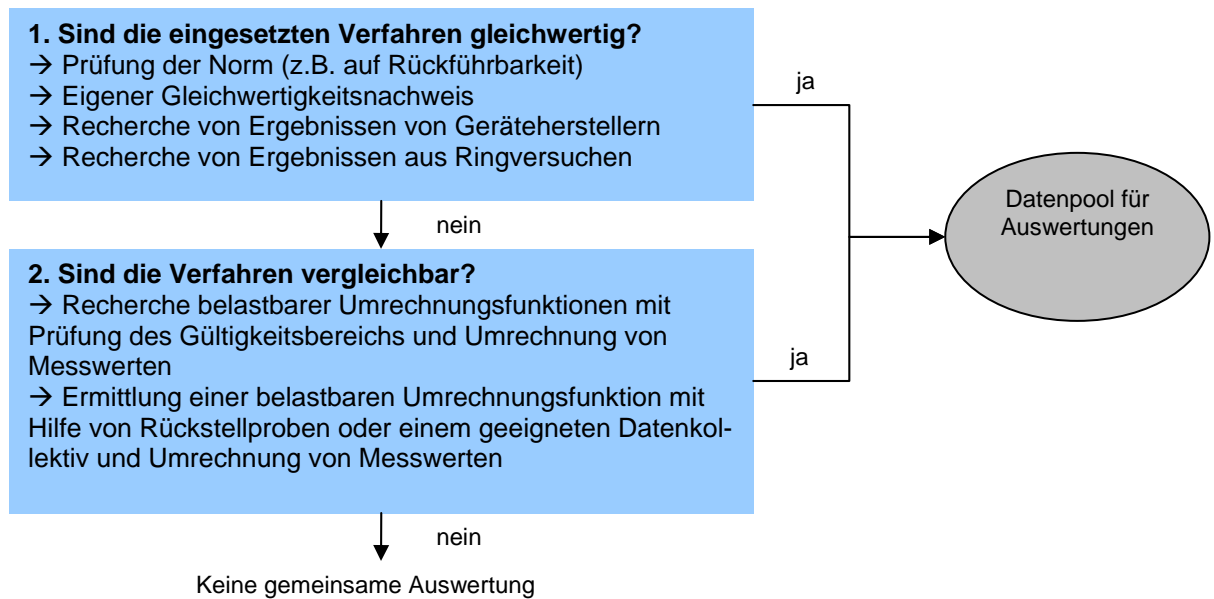 1. Sind die eingesetzten Verfahren gleichwertig?
→ Prüfung der Norm (z.B. auf Rückführbarkeit)
→ Eigener Gleichwertigkeitsnachweis
→ Recherche von Ergebnissen von Geräteherstellern
→ Recherche von Ergebnissen aus Ringversuchen
ja
nein
Datenpool für
Auswertungen
2. Sind die Verfahren vergleichbar?
→ Recherche belastbarer Umrechnungsfunktionen mit
Prüfung des Gültigkeitsbereichs und Umrechnung von
Messwerten
→ Ermittlung einer belastbaren Umrechnungsfunktion mit
Hilfe von Rückstellproben oder einem geeigneten Datenkol-
lektiv und Umrechnung von Messwerten
ja
nein
Keine gemeinsame Auswertung